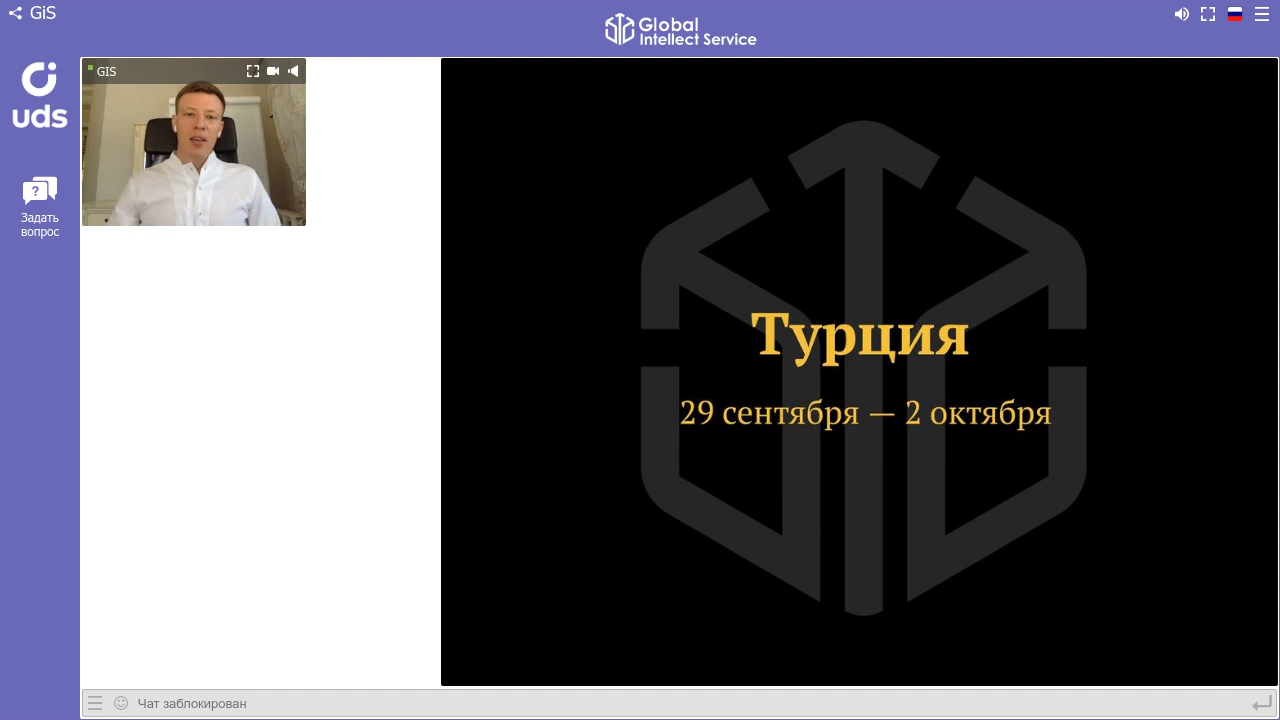 GiS
Global
Intellect Service
uds
Задать
вопрос
GIS
Турция
29 сентября — 2 октября
Чат заблокирован